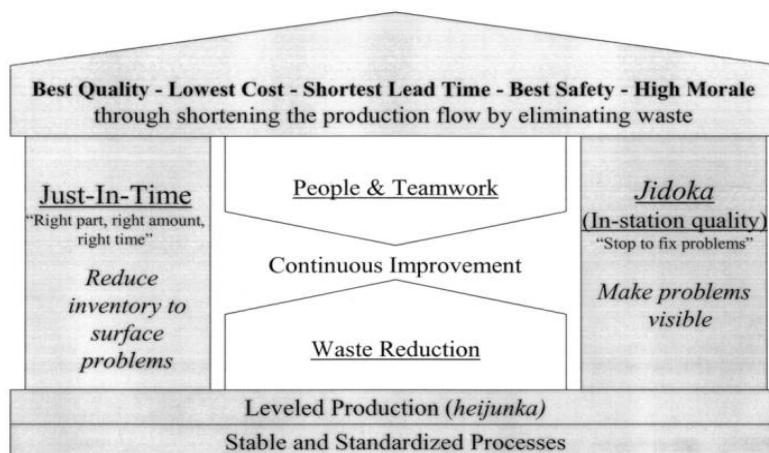 Best Quality - Lowest Cost - Shortest Lead Time - Best Safety - High Morale
through shortening the production flow by eliminating waste
Just-In-Time
“Right part, right amount,
right time”
Reduce
inventory to
surface
problems
People & Teamwork
Continuous Improvement
Waste Reduction
Jidoka
(In-station quality)
“Stop to fix problems”
Make problems
visible
Leveled Production (heijunka)
Stable and Standardized Processes